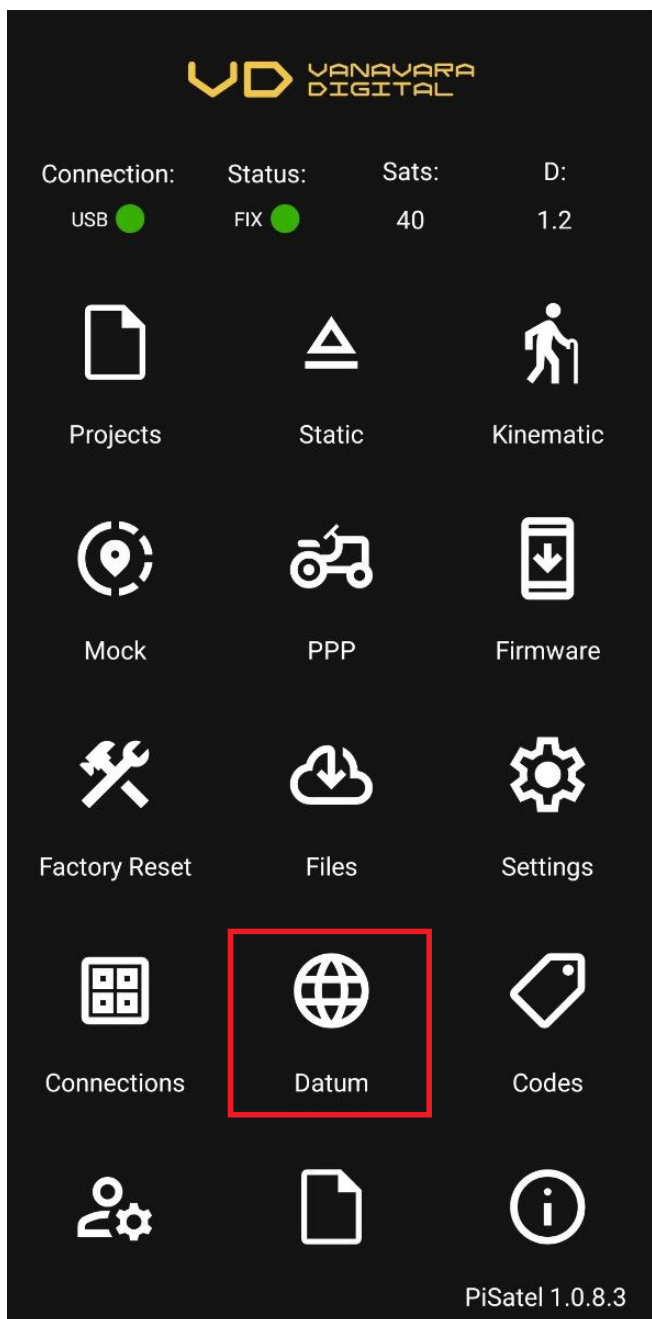 VD VANAVARA
DIGITAL
Connection: Status: Sats: D:
USB FIX 40 1.2
Projects Static Kinematic
Mock PPP Firmware
Factory Reset Files Settings
Connections Datum Codes
PiSatel 1.0.8.3